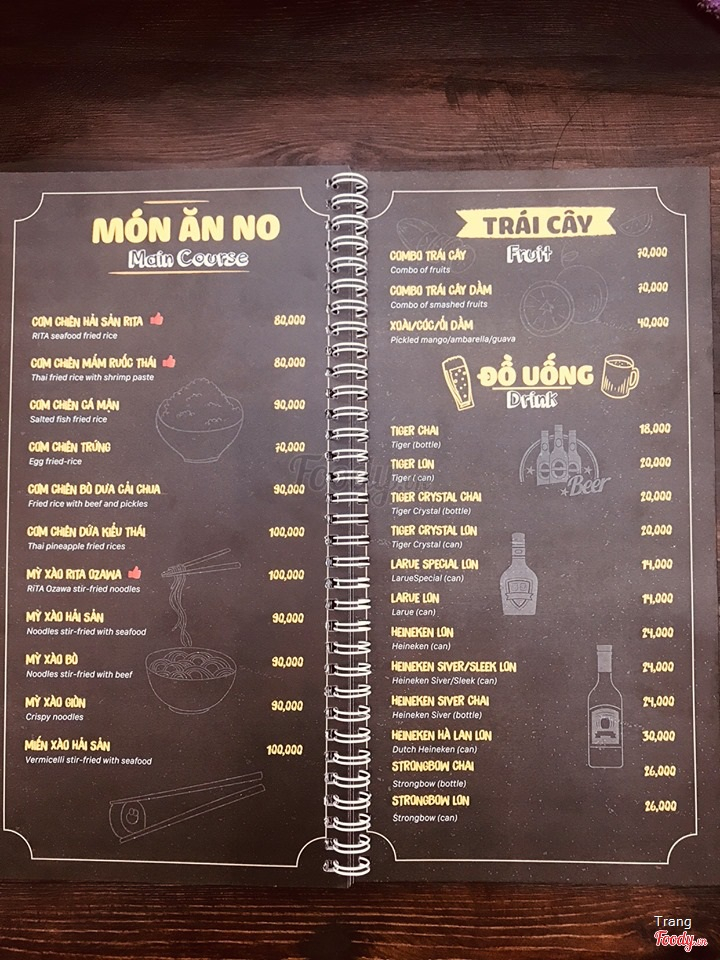 MÓN ĂN NO
Main Course
CƠM CHIÊN HẢI SẢN RITA 80,000
RITA seafood fried rice
CƠM CHIÊN MẮM RUỐC THÁI 80,000
Thai fried rice with shrimp paste
CƠM CHIÊN CÁ MẶN 90,000
Salted fish fried rice
CƠM CHIÊN TRỨNG 70,000
Egg fried-rice
CƠM CHIÊN BÒ DƯA CẢI CHUA 90,000
Fried rice with beef and pickles
CƠM CHIÊN DỨA KIỂU THÁI 100,000
Thai pineapple fried rices
MỲ XÀO RITA OZAWA 100,000
RiTA Ozawa stir-fried noodles
MỲ XÀO HẢI SẢN 90,000
Noodles stir-fried with seafood
MỲ XÀO BÒ 90,000
Noodles stir-fried with beef
MỲ XÀO GIÒN 90,000
Crispy noodles
MIẾN XÀO HẢI SẢN 100,000
Vermicelli stir-fried with seafood
TRÁI CÂY
Fruit
COMBO TRÁI CÂY 70,000
Combo of fruits
COMBO TRÁI CÂY DẦM 70,000
Combo of smashed fruits
XOÀI/CÓC/ỔI DẦM 40,000
Pickled mango/ambarella/guava
ĐỒ UỐNG
Drink
TIGER CHAI 18,000
Tiger (bottle)
TIGER LON 20,000
Tiger ( can)
TIGER CRYSTAL CHAI 20,000
Tiger Crystal (bottle)
TIGER CRYSTAL LON 20,000
Tiger Crystal (can)
LARUE SPECIAL LON 14,000
LarueSpecial (can)
LARUE LON 14,000
Larue (can)
HEINEKEN LON 24,000
Heineken (can)
HEINEKEN SIVER/SLEEK LON 24,000
Heineken Siver/Sleek (can)
HEINEKEN SIVER CHAI 24,000
Heineken Siver (bottle)
HEINEKEN HÀ LAN LON 30,000
Dutch Heineken (can)
STRONGBOW CHAI 26,000
Strongbow (bottle)
STRONGBOW LON 26,000
Strongbow (can)
Beer
Foody
Trang
Foody.vn